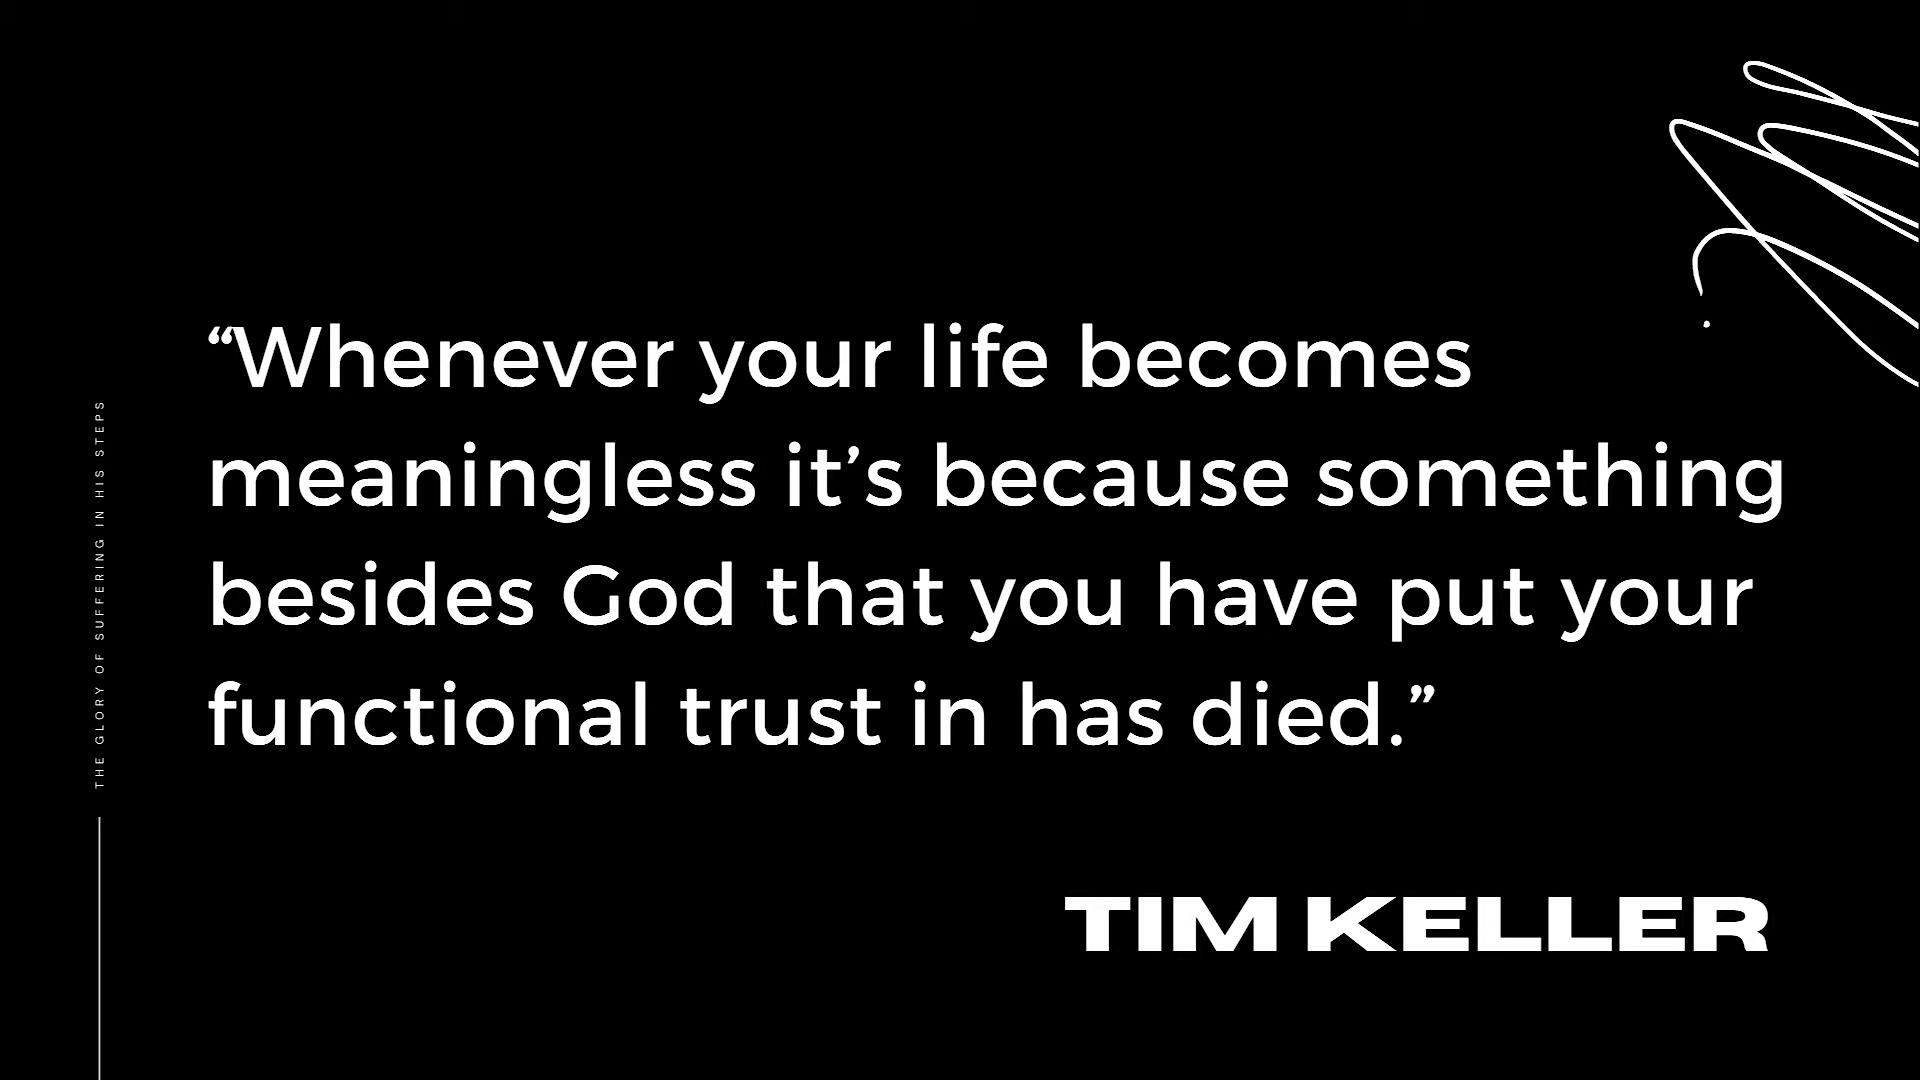 “Whenever your life becomes
meaningless it’s because something
besides God that you have put your
functional trust in has died.”
TIM KELLER
THE GLORY OF SUFFERING IN HIS STEPS